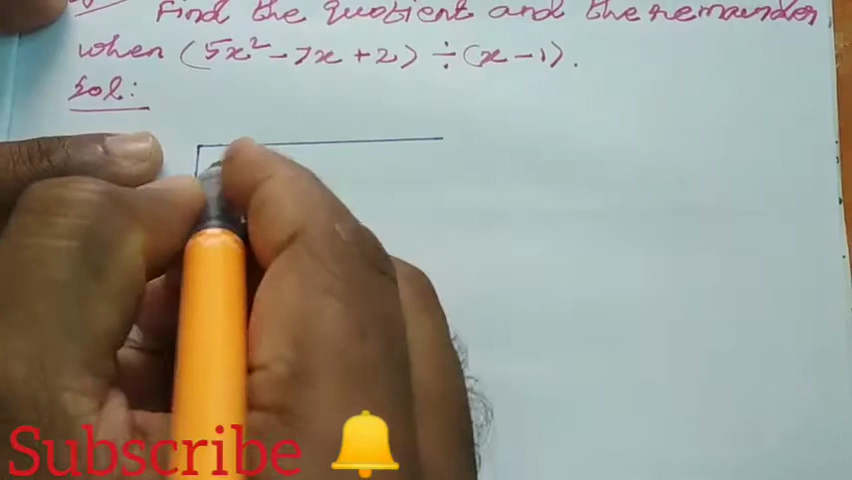 Find the quotient and the remainder,
when (5x² - 7x + 2) ÷ (x - 1).
Sol:
Subscribe